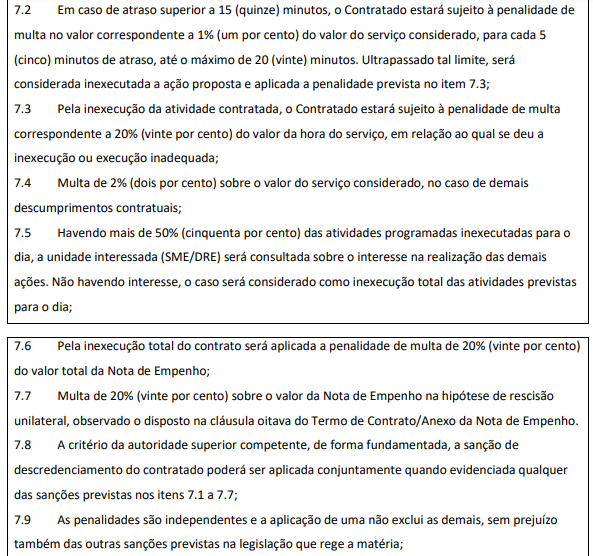 7.2 Em caso de atraso superior a 15 (quinze) minutos, o Contratado estará sujeito à penalidade de
multa no valor correspondente a 1% (um por cento) do valor do serviço considerado, para cada 5
(cinco) minutos de atraso, até o máximo de 20 (vinte) minutos. Ultrapassado tal limite, será
considerada inexecutada a ação proposta e aplicada a penalidade prevista no item 7.3;
7.3 Pela inexecução da atividade contratada, o Contratado estará sujeito à penalidade de multa
correspondente a 20% (vinte por cento) do valor da hora do serviço, em relação ao qual se deu a
inexecução ou execução inadequada;
7.4 Multa de 2% (dois por cento) sobre o valor do serviço considerado, no caso de demais
descumprimentos contratuais;
7.5 Havendo mais de 50% (cinquenta por cento) das atividades programadas inexecutadas para o
dia, a unidade interessada (SME/DRE) será consultada sobre o interesse na realização das demais
ações. Não havendo interesse, o caso será considerado como inexecução total das atividades previstas
para o dia;
7.6 Pela inexecução total do contrato será aplicada a penalidade de multa de 20% (vinte por cento)
do valor total da Nota de Empenho;
7.7 Multa de 20% (vinte por cento) sobre o valor da Nota de Empenho na hipótese de rescisão
unilateral, observado o disposto na cláusula oitava do Termo de Contrato/Anexo da Nota de Empenho.
7.8 A critério da autoridade superior competente, de forma fundamentada, a sanção de
descredenciamento do contratado poderá ser aplicada conjuntamente quando evidenciada qualquer
das sanções previstas nos itens 7.1 a 7.7;
7.9 As penalidades são independentes e a aplicação de uma não exclui as demais, sem prejuízo
também das outras sanções previstas na legislação que rege a matéria;